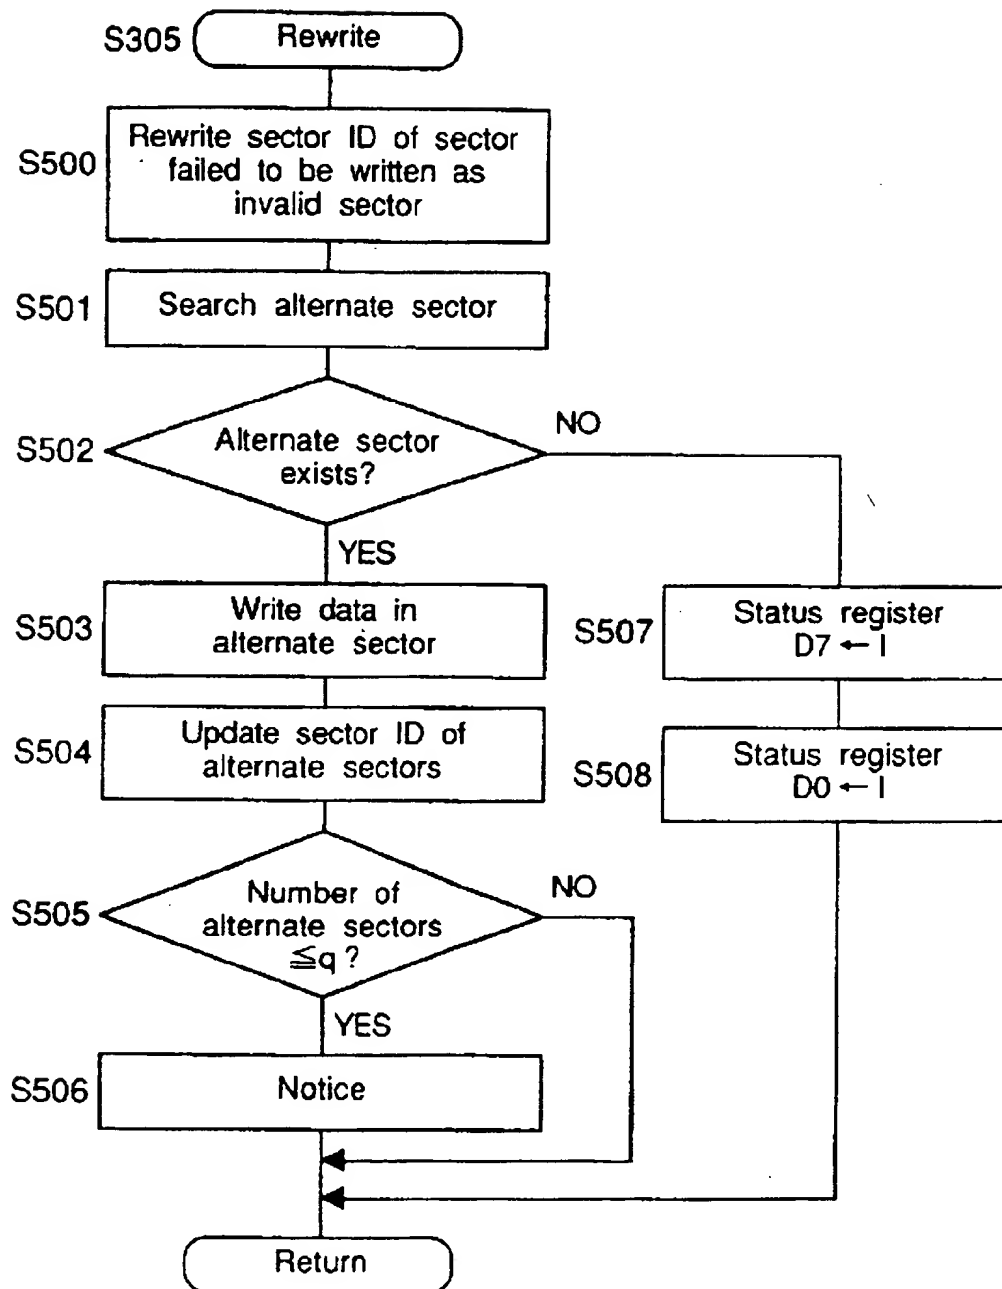 S305
Rewrite
S500
Rewrite sector ID of sector
failed to be written as
invalid sector
S501
Search alternate sector
S502
Alternate sector
exists?
NO
YES
S503
Write data in
alternate sector
S507
Status register
D7 ← I
S504
Update sector ID of
alternate sectors
S508
Status register
D0 ← I
S505
Number of
alternate sectors
≦q ?
NO
YES
S506
Notice
Return